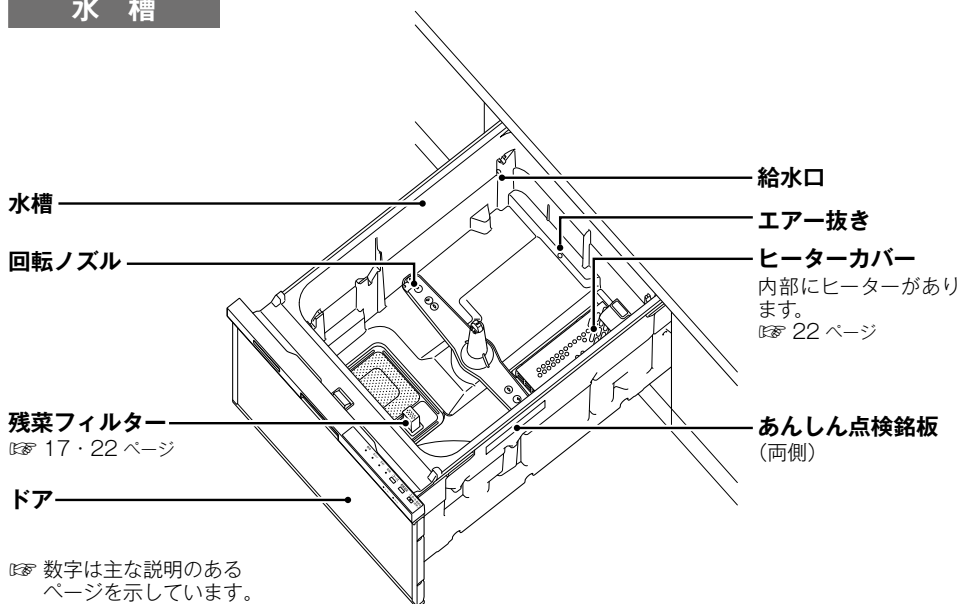 水 槽
水槽
回転ノズル
残菜フィルター
☞ 17・22 ページ
ドア
☞ 数字は主な説明のある
ページを示しています。
給水口
エアー抜き
ヒーターカバー
内部にヒーターがあり
ます。
☞ 22 ページ
あんしん点検銘板
（両側）